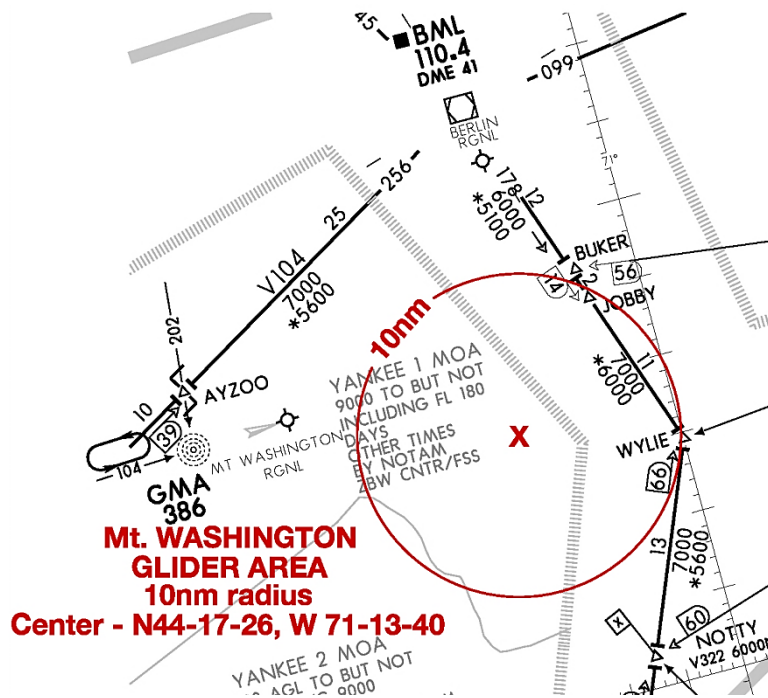 45
BML
110.4
DME 41
099
BERLIN
RGNL
71°
256
178
12
6000
*5100
25
BUKER
56
V104
7000
*5600
74
2
JOBBY
202
10nm
11
7000
*6000
YANKEE 1 MOA
9000 TO BUT NOT
INCLUDING FL 180
DAYS
OTHER TIMES
BY NOTAM
ZBW CNTR/FSS
AYZOO
10
39
MT WASHINGTON
RGNL
X
WYLIE
66
104
GMA
386
Mt. WASHINGTON
GLIDER AREA
10nm radius
Center - N44-17-26, W 71-13-40
13
7000
*5600
X
60
NOTTY
V322 6000
YANKEE 2 MOA
AGL TO BUT NOT
9000